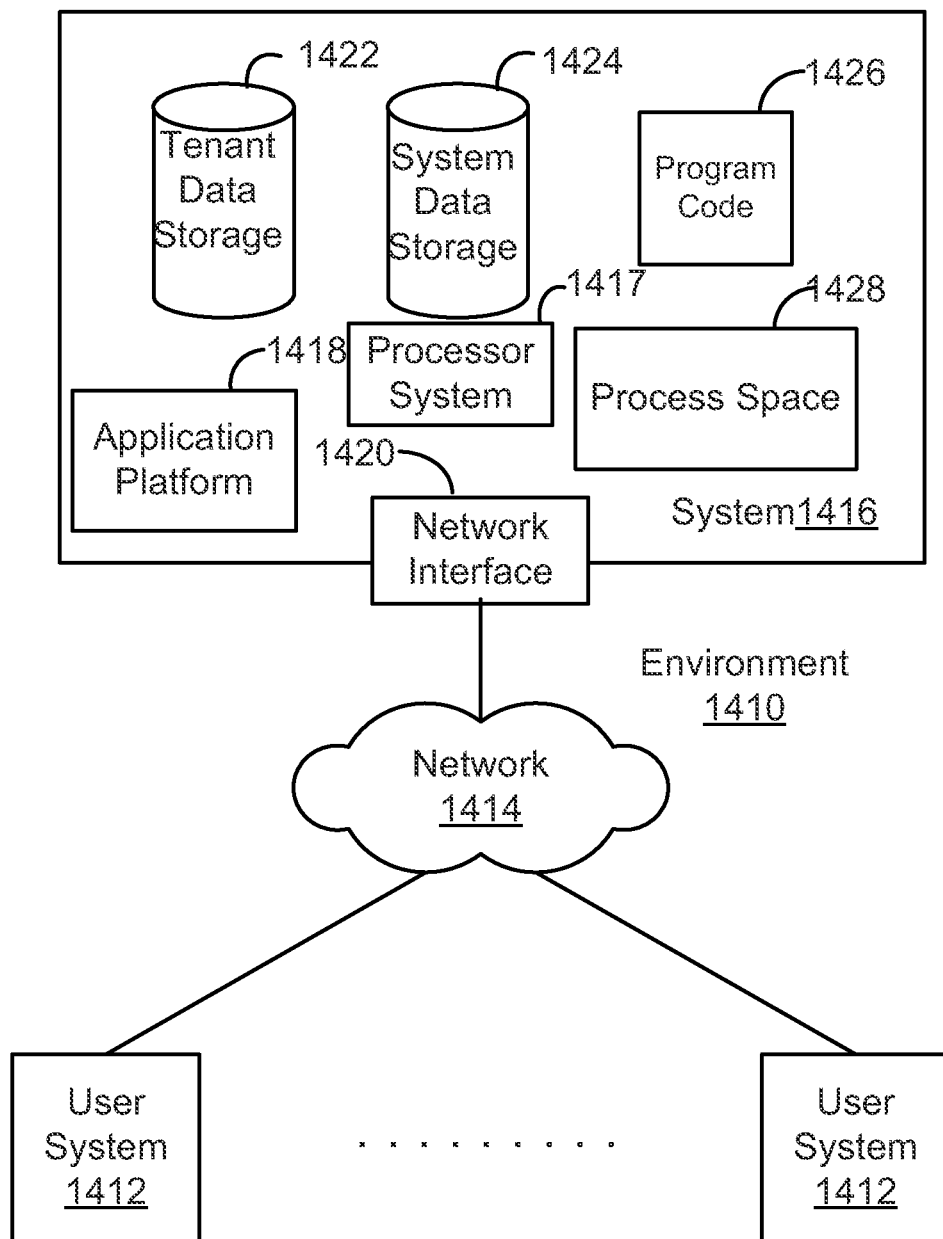 1422
1424
1426
Tenant
Data
Storage
System
Data
Storage
Program
Code
1417
1428
1418
Processor
System
Process Space
Application
Platform
1420
System1416
Network
Interface
Environment
1410
Network
1414
User
System
1412
User
System
1412